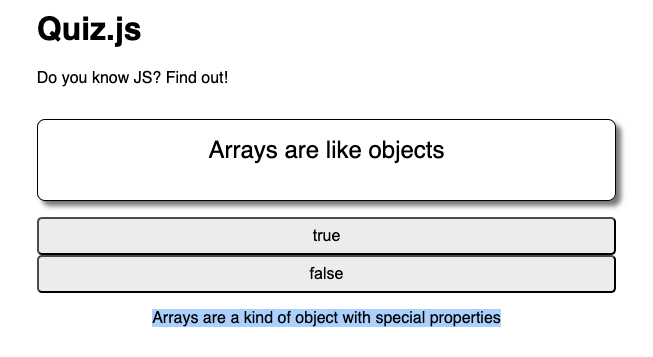 Quiz.js
Do you know JS? Find out!
Arrays are like objects
true
false
Arrays are a kind of object with special properties